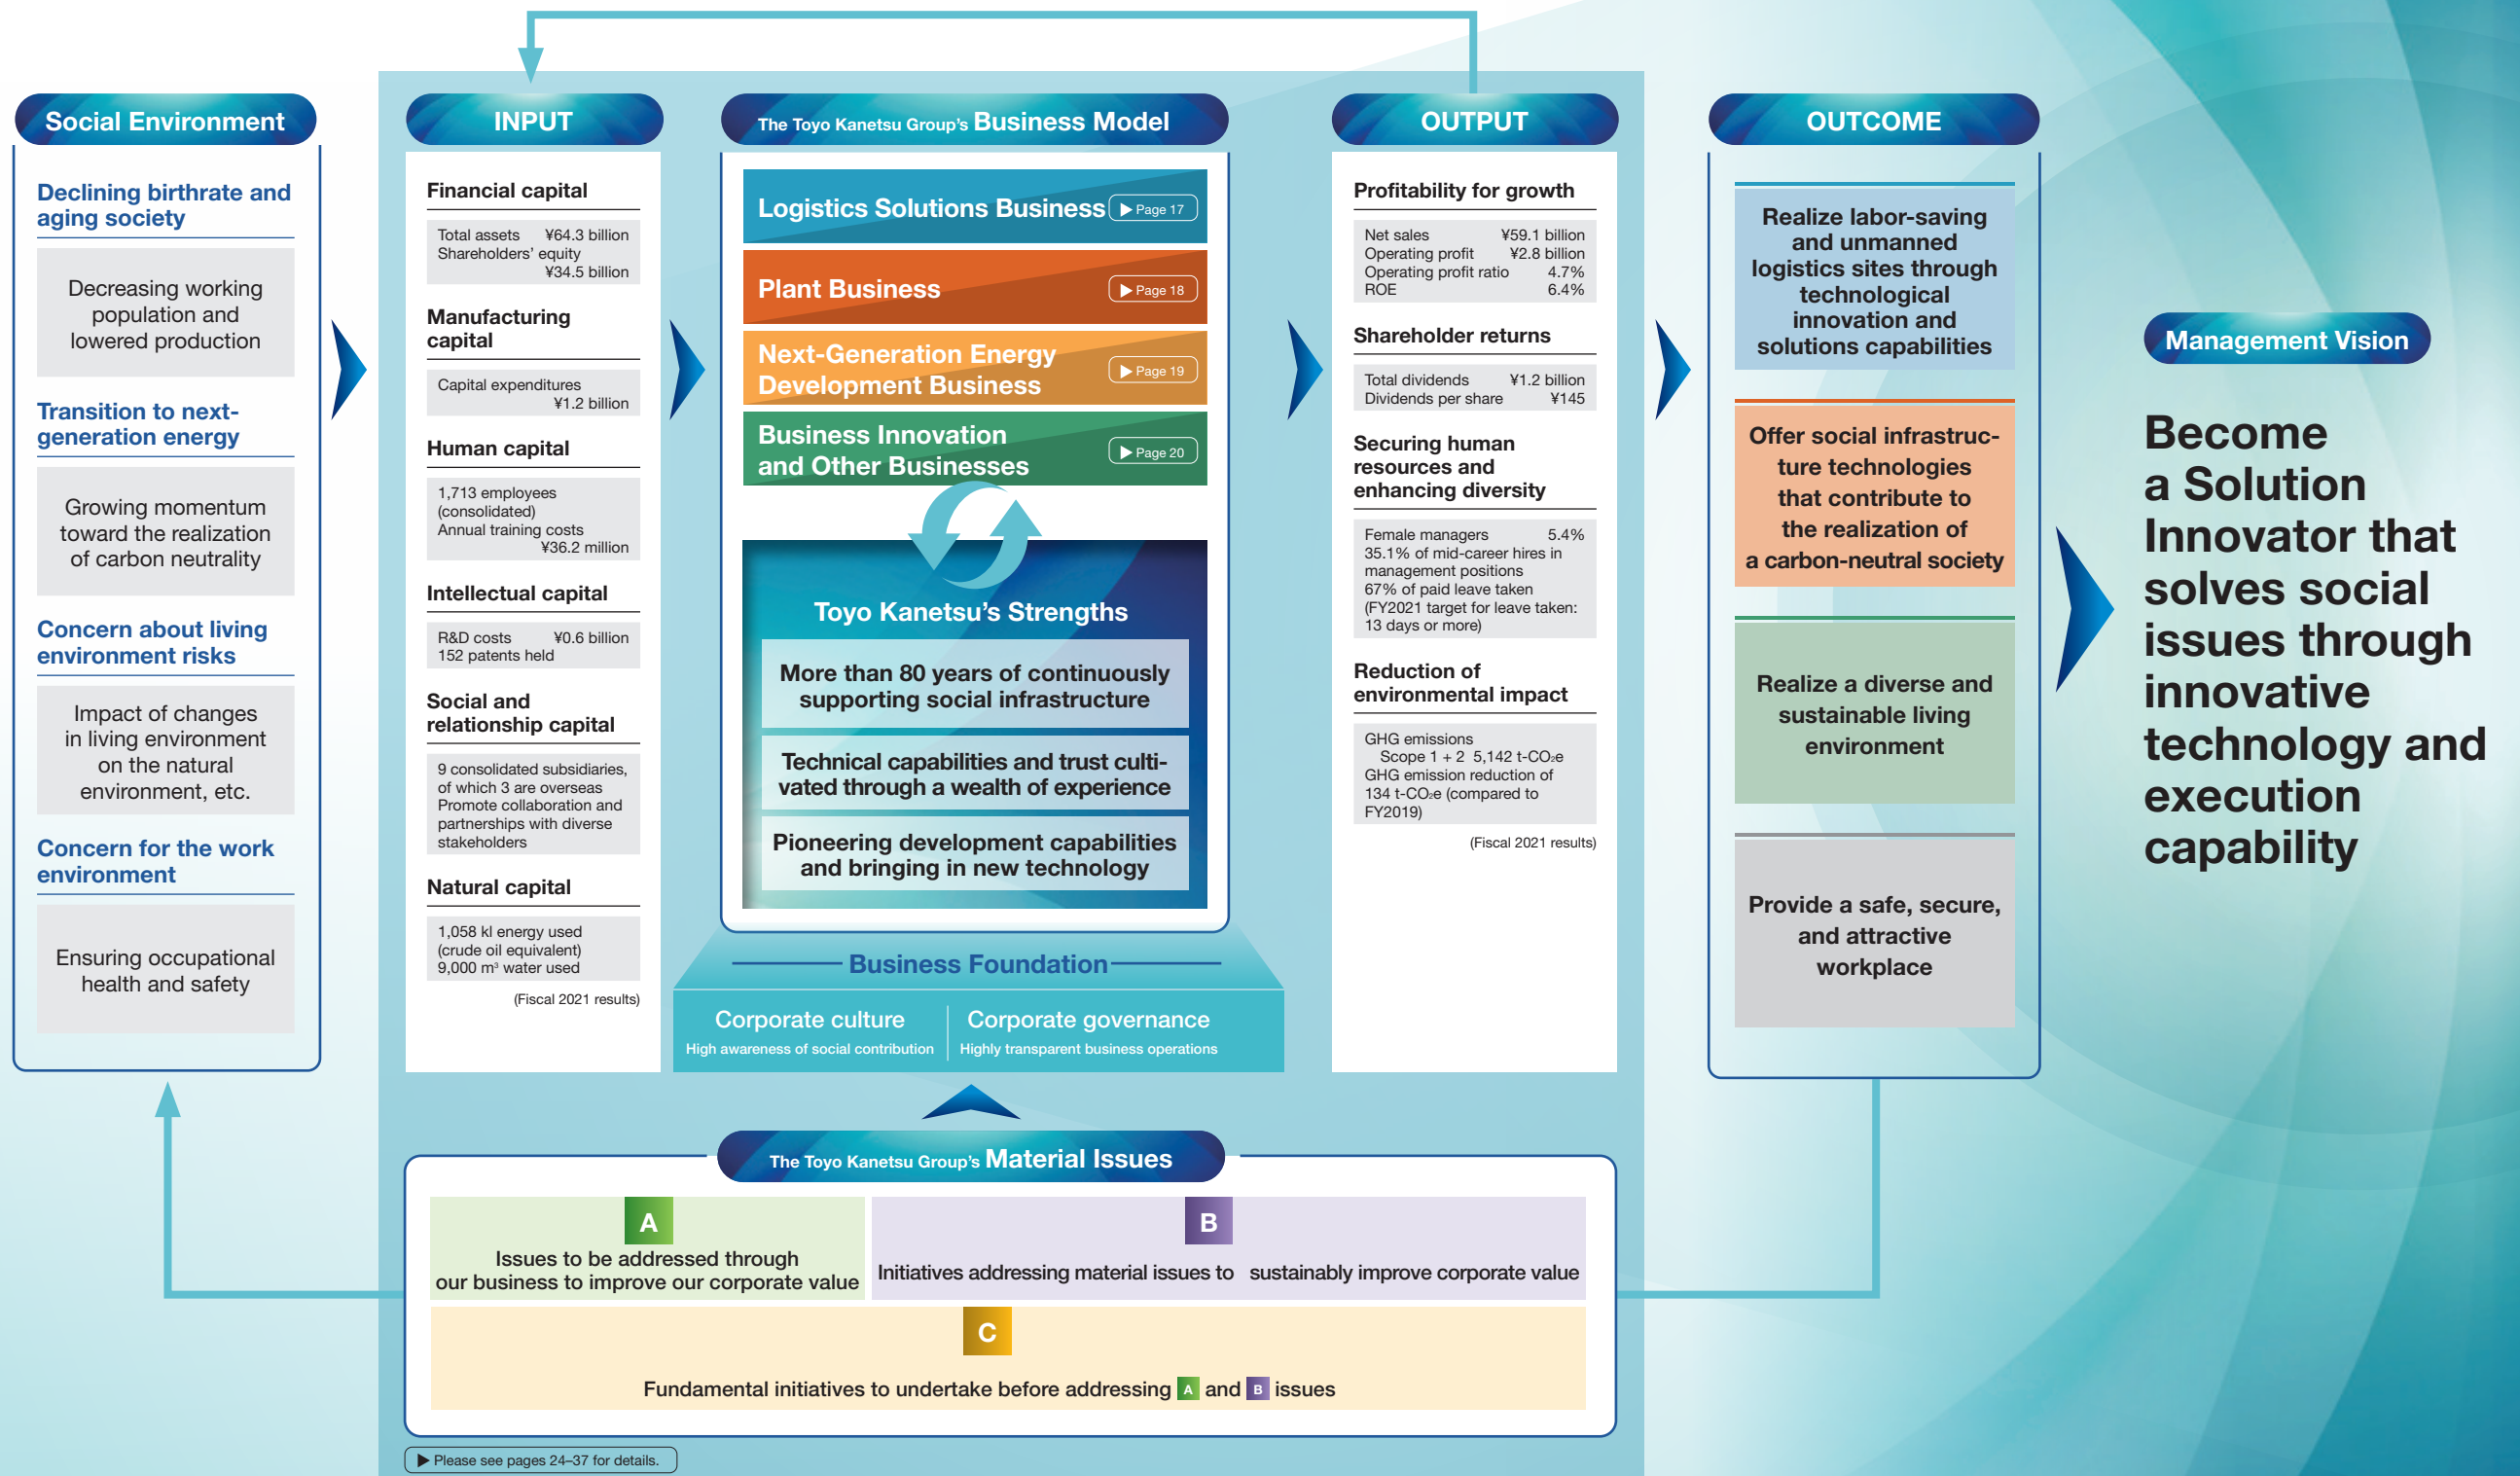 Social Environment
Declining birthrate and
aging society
Decreasing working
population and
lowered production
Transition to next-
generation energy
Growing momentum
toward the realization
of carbon neutrality
Concern about living
environment risks
Impact of changes
in living environment
on the natural
environment, etc.
Concern for the work
environment
Ensuring occupational
health and safety
INPUT
Financial capital
Total assets ¥64.3 billion
Shareholders’ equity
¥34.5 billion
Manufacturing
capital
Capital expenditures
¥1.2 billion
Human capital
1,713 employees
(consolidated)
Annual training costs
¥36.2 million
Intellectual capital
R&D costs ¥0.6 billion
152 patents held
Social and
relationship capital
9 consolidated subsidiaries,
of which 3 are overseas
Promote collaboration and
partnerships with diverse
stakeholders
Natural capital
1,058 kl energy used
(crude oil equivalent)
9,000 m³ water used
(Fiscal 2021 results)
The Toyo Kanetsu Group’s Business Model
Logistics Solutions Business ▶ Page 17
Plant Business ▶ Page 18
Next-Generation Energy
Development Business ▶ Page 19
Business Innovation
and Other Businesses ▶ Page 20
Toyo Kanetsu’s Strengths
More than 80 years of continuously
supporting social infrastructure
Technical capabilities and trust culti-
vated through a wealth of experience
Pioneering development capabilities
and bringing in new technology
Business Foundation
Corporate culture
High awareness of social contribution
Corporate governance
Highly transparent business operations
OUTPUT
Profitability for growth
Net sales ¥59.1 billion
Operating profit ¥2.8 billion
Operating profit ratio 4.7%
ROE 6.4%
Shareholder returns
Total dividends ¥1.2 billion
Dividends per share ¥145
Securing human
resources and
enhancing diversity
Female managers 5.4%
35.1% of mid-career hires in
management positions
67% of paid leave taken
(FY2021 target for leave taken:
13 days or more)
Reduction of
environmental impact
GHG emissions
Scope 1 + 2 5,142 t-CO₂e
GHG emission reduction of
134 t-CO₂e (compared to
FY2019)
(Fiscal 2021 results)
OUTCOME
Realize labor-saving
and unmanned
logistics sites through
technological
innovation and
solutions capabilities
Offer social infrastruc-
ture technologies
that contribute to
the realization of
a carbon-neutral society
Realize a diverse and
sustainable living
environment
Provide a safe, secure,
and attractive
workplace
Management Vision
Become
a Solution
Innovator that
solves social
issues through
innovative
technology and
execution
capability
The Toyo Kanetsu Group’s Material Issues
A
Issues to be addressed through
our business to improve our corporate value
B
Initiatives addressing material issues to sustainably improve corporate value
C
Fundamental initiatives to undertake before addressing A and B issues
▶ Please see pages 24–37 for details.